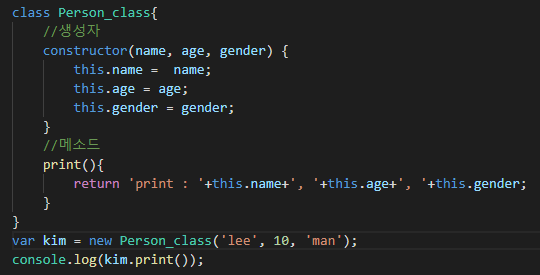 class Person_class{
    //생성자
    constructor(name, age, gender) {
        this.name =  name;
        this.age = age;
        this.gender = gender;
    }
    //메소드
    print(){
        return 'print : '+this.name+', '+this.age+', '+this.gender;
    }
}
var kim = new Person_class('lee', 10, 'man');
console.log(kim.print());